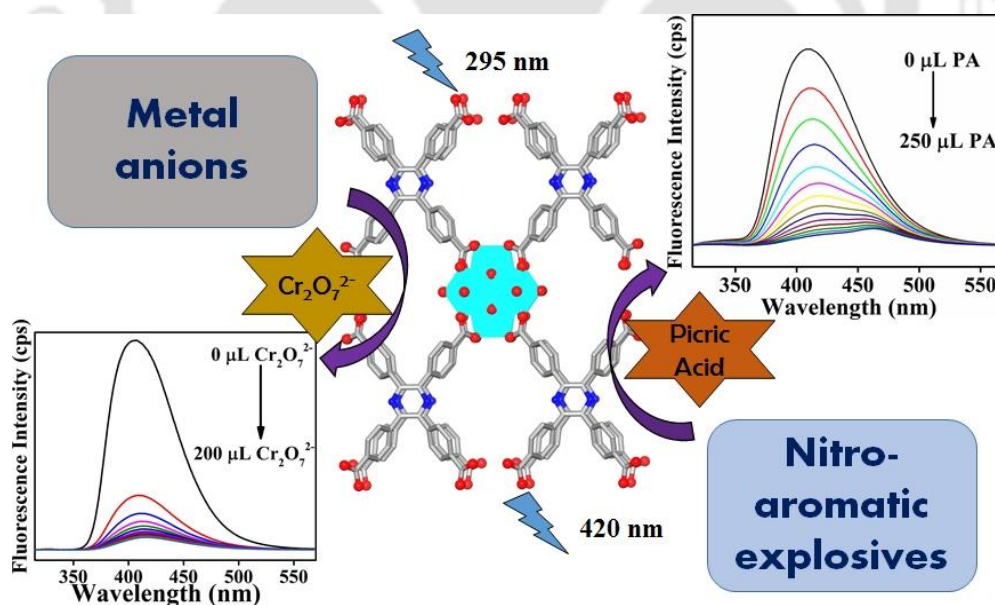 295 nm
Metal
anions
Cr₂O₇²⁻
Fluorescence Intensity (cps)
0 μL PA
250 μL PA
350 400 450 500 550
Wavelength (nm)
Fluorescence Intensity (cps)
0 μL Cr₂O₇²⁻
200 μL Cr₂O₇²⁻
350 400 450 500 550
Wavelength (nm)
Picric
Acid
420 nm
Nitro-
aromatic
explosives